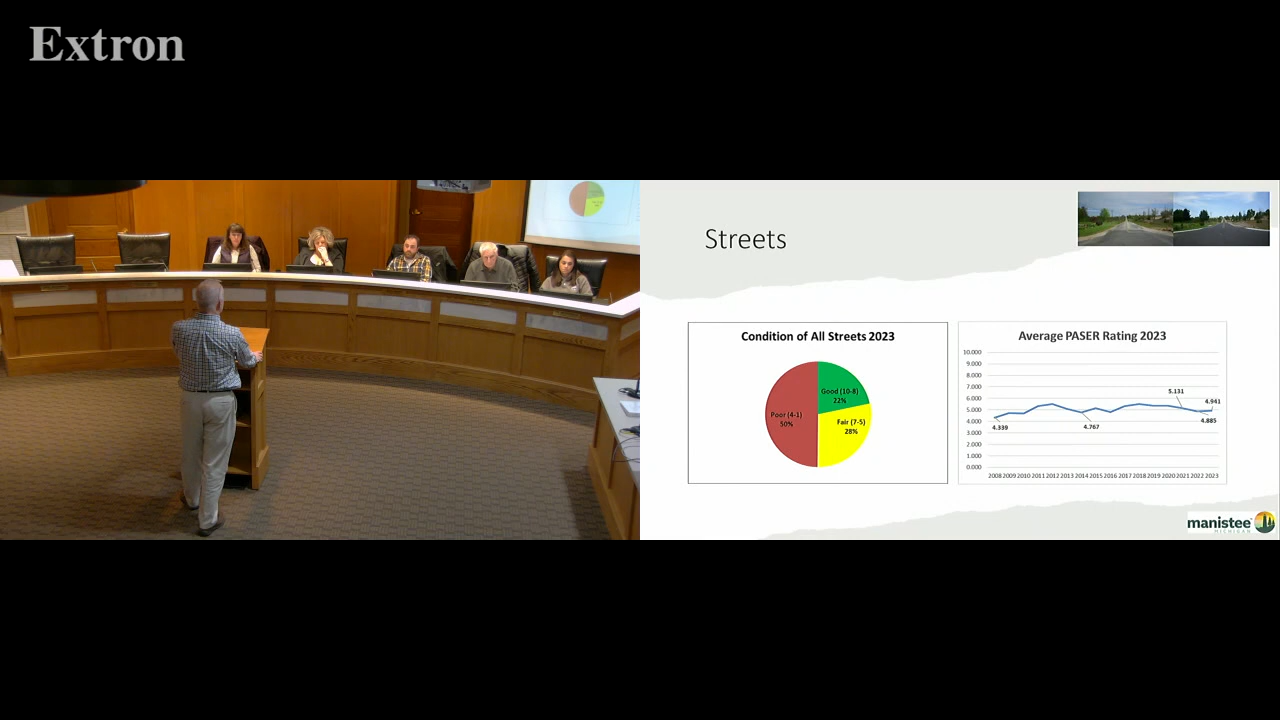 Extron
Streets
Condition of All Streets 2023
Good (10-8)
22%
Poor (4-1)
50%
Fair (7-5)
28%
Average PASER Rating 2023
10.000
9.000
8.000
7.000
6.000
5.000
4.000
3.000
2.000
1.000
0.000
4.339
4.767
5.131
4.885
4.941
2008 2009 2010 2011 2012 2013 2014 2015 2016 2017 2018 2019 2020 2021 2022 2023
manistee
MICHIGAN